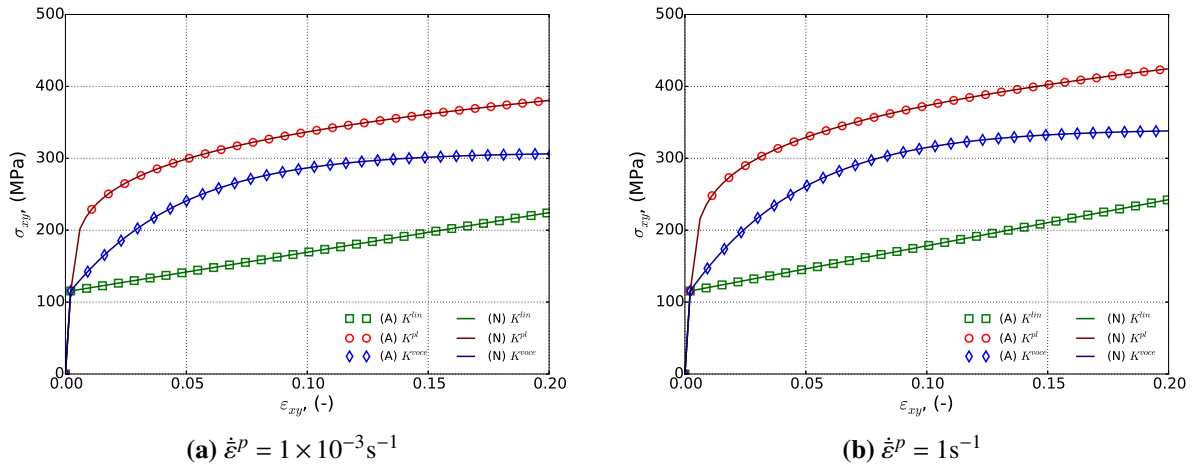 500
400
300
200
100
0
0.00
0.05
0.10
0.15
0.20
σxy, (MPa)
εxy, (-)
(A) K^lin
(A) K^pl
(A) K^voce
(N) K^lin
(N) K^pl
(N) K^voce
(a) ε̄̇^p = 1 × 10^−3 s^−1
500
400
300
200
100
0
0.00
0.05
0.10
0.15
0.20
σxy, (MPa)
εxy, (-)
(A) K^lin
(A) K^pl
(A) K^voce
(N) K^lin
(N) K^pl
(N) K^voce
(b) ε̄̇^p = 1s^−1